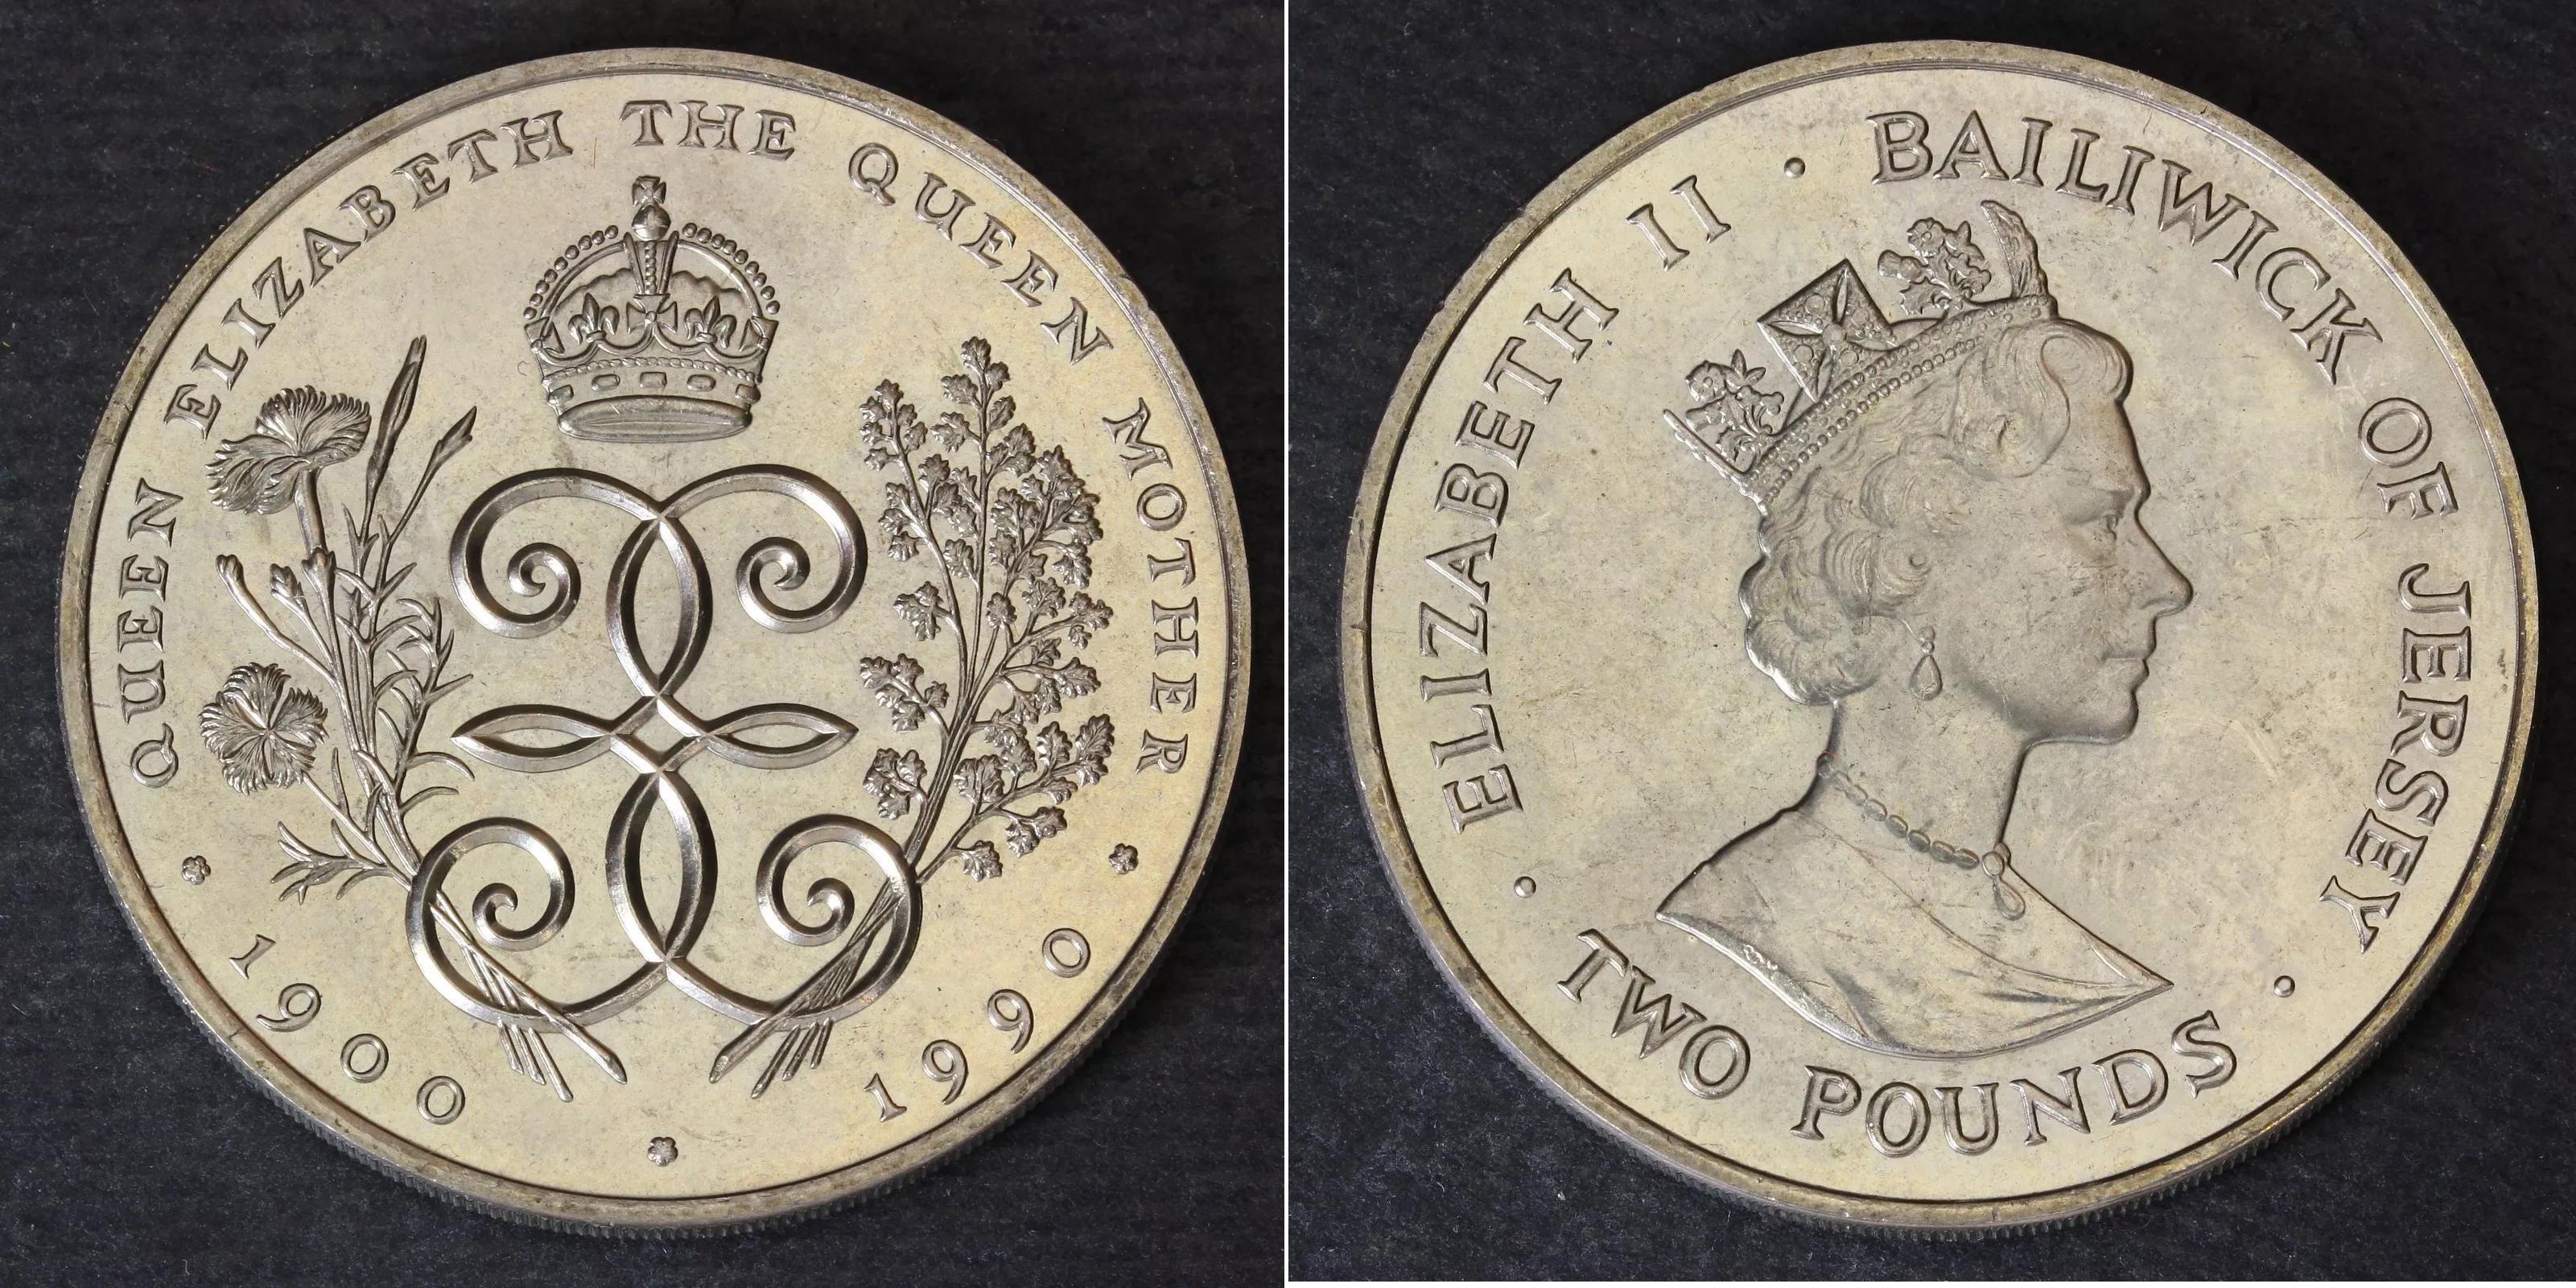 QUEEN ELIZABETH THE QUEEN MOTHER
1900 1990
ELIZABETH II · BAILIWICK OF JERSEY
· TWO POUNDS ·